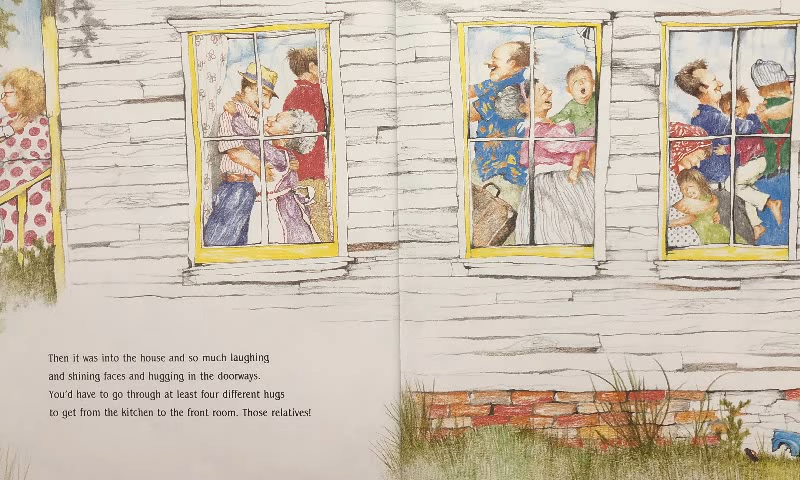 Then it was into the house and so much laughing
and shining faces and hugging in the doorways.
You'd have to go through at least four different hugs
to get from the kitchen to the front room. Those relatives!